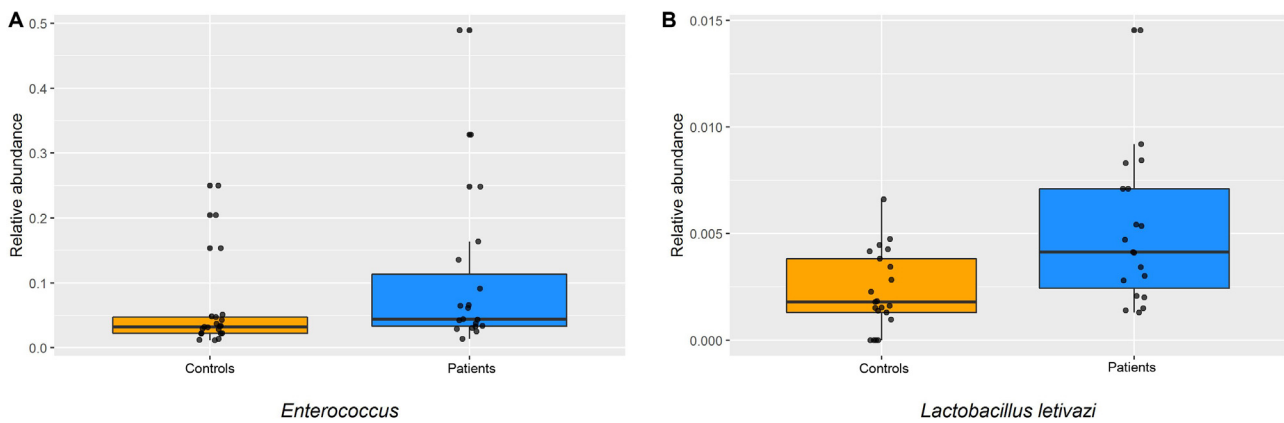 A
Relative abundance
0.5
0.4
0.3
0.2
0.1
0.0
Controls
Patients
Enterococcus
B
Relative abundance
0.015
0.010
0.005
0.000
Controls
Patients
Lactobacillus letivazi